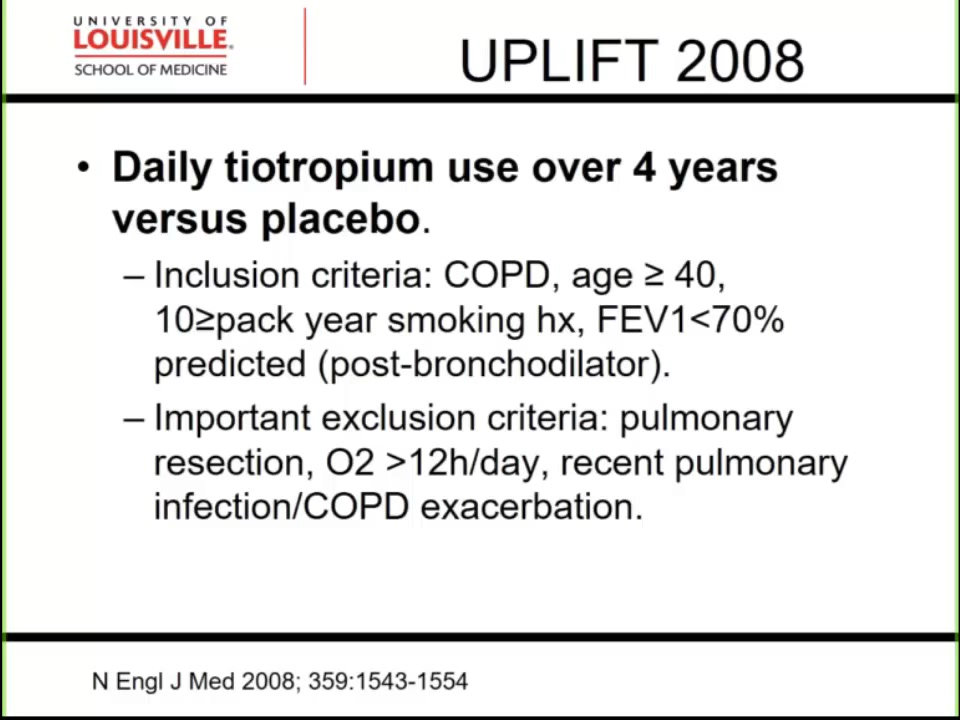 UNIVERSITY OF
LOUISVILLE.
SCHOOL OF MEDICINE
UPLIFT 2008
• Daily tiotropium use over 4 years
versus placebo.
– Inclusion criteria: COPD, age ≥ 40,
10≥pack year smoking hx, FEV1<70%
predicted (post-bronchodilator).
– Important exclusion criteria: pulmonary
resection, O2 >12h/day, recent pulmonary
infection/COPD exacerbation.
N Engl J Med 2008; 359:1543-1554